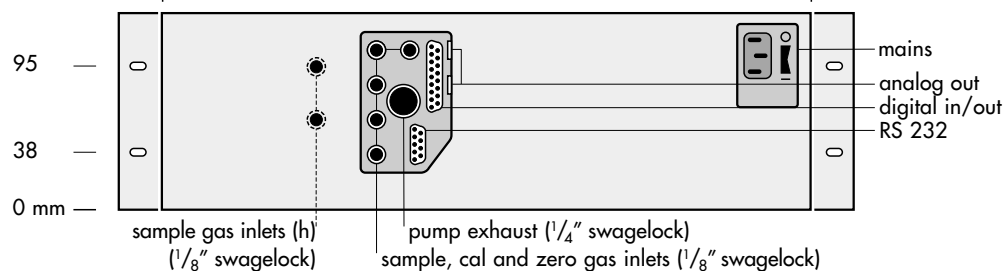 95
38
0 mm
mains
analog out
digital in/out
RS 232
sample gas inlets (h)
(1/8" swagelock)
pump exhaust (1/4" swagelock)
sample, cal and zero gas inlets (1/8" swagelock)